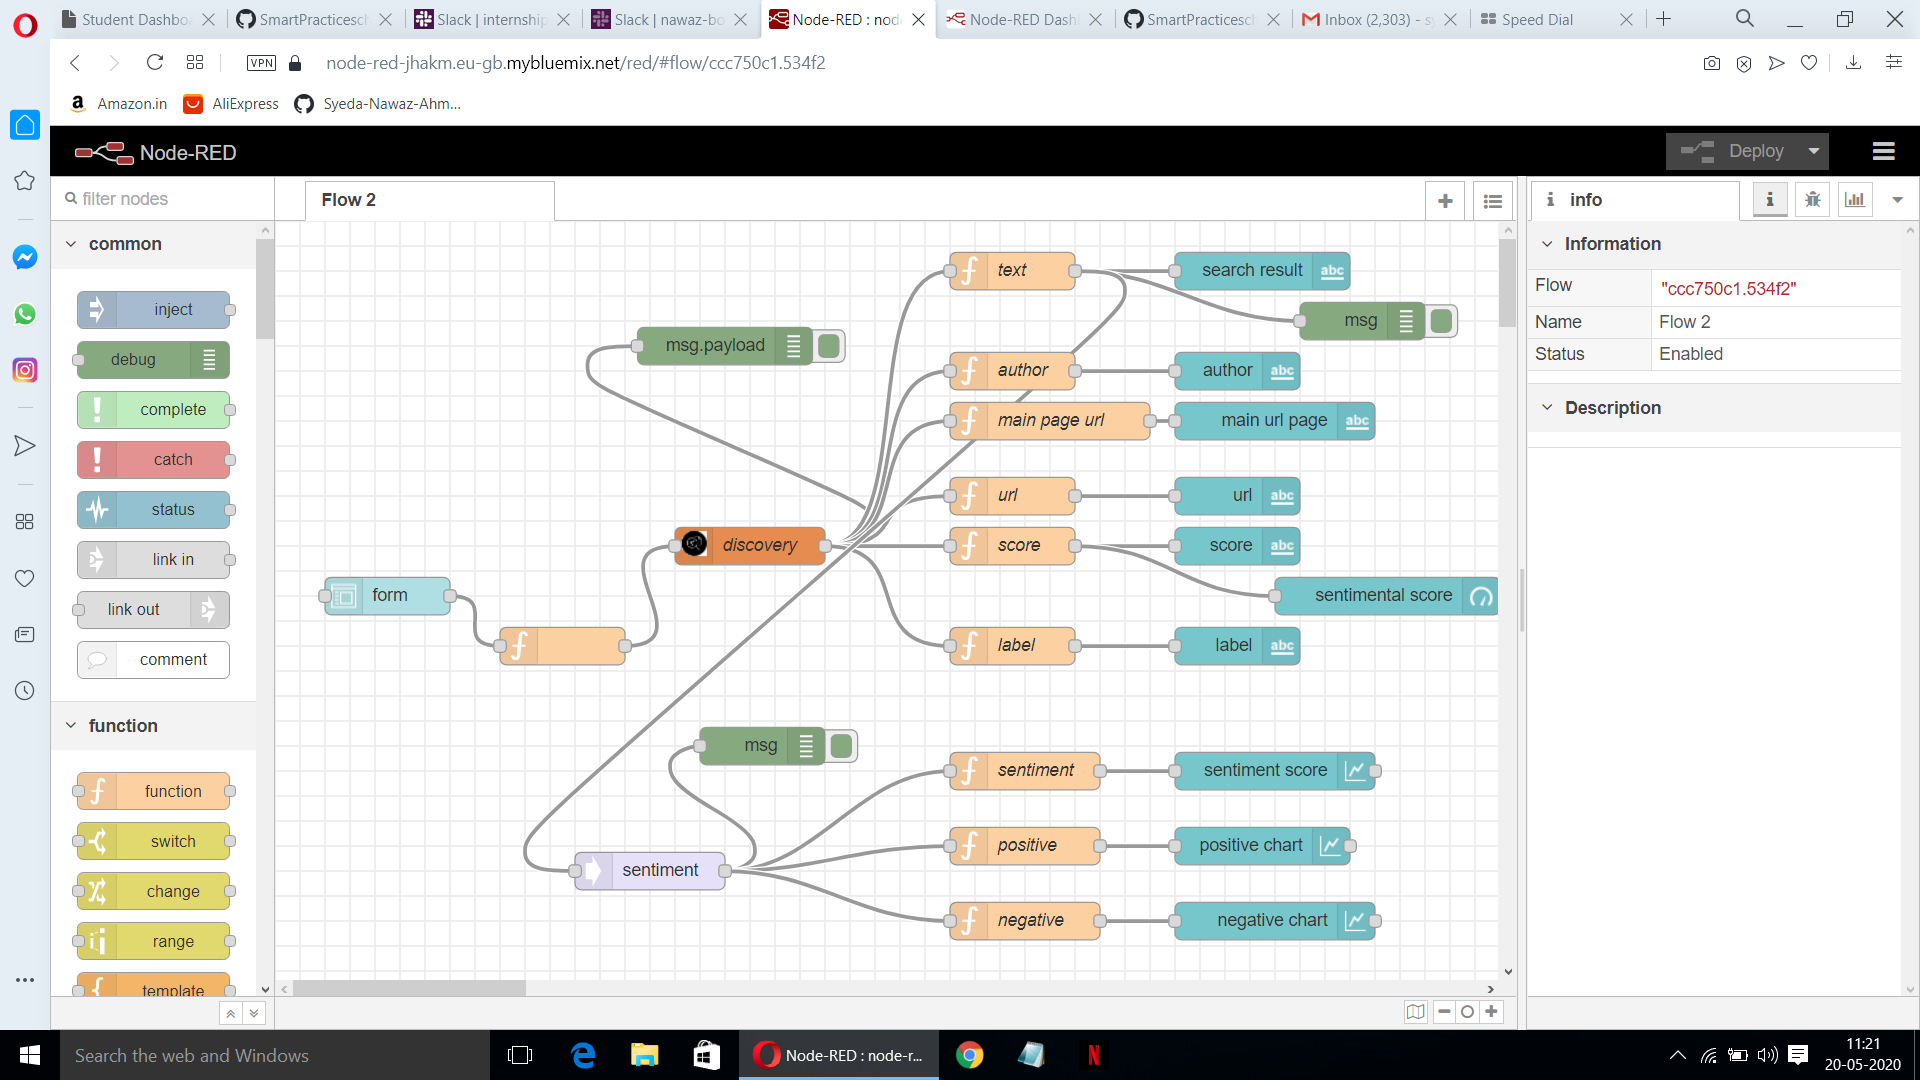 Student Dashboa
SmartPracticesch
Slack | internship
Slack | nawaz-bo
Node-RED : node
Node-RED Dash
SmartPracticesch
Inbox (2,303) - sy
Speed Dial
VPN
node-red-jhakm.eu-gb.mybluemix.net/red/#flow/ccc750c1.534f2
Amazon.in
AliExpress
Syeda-Nawaz-Ahm...
Node-RED
Deploy
filter nodes
Flow 2
info
common
inject
debug
complete
catch
status
link in
link out
comment
function
function
switch
change
range
template
text
search result abc
msg
msg.payload
author
author abc
main page url
main url page abc
url
url abc
discovery
score
score abc
form
sentimental score
label
label abc
msg
sentiment
sentiment score
positive
positive chart
sentiment
negative
negative chart
Information
Flow "ccc750c1.534f2"
Name Flow 2
Status Enabled
Description
Search the web and Windows
Node-RED : node-r...
11:21
20-05-2020